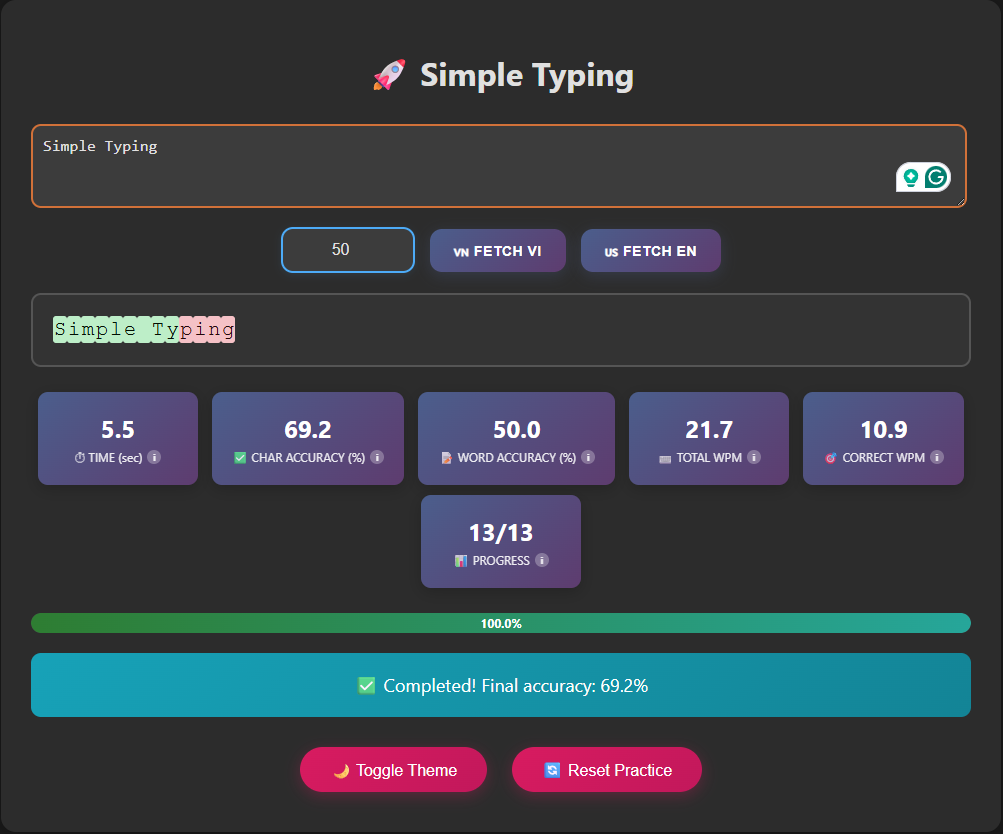 🚀 Simple Typing
Simple Typing
50
VN FETCH VI
US FETCH EN
Simple Typing
5.5
⏱ TIME (sec) i
69.2
✅ CHAR ACCURACY (%) i
50.0
📝 WORD ACCURACY (%) i
21.7
⌨ TOTAL WPM i
10.9
🎯 CORRECT WPM i
13/13
📊 PROGRESS i
100.0%
✅ Completed! Final accuracy: 69.2%
🌙 Toggle Theme
🔄 Reset Practice